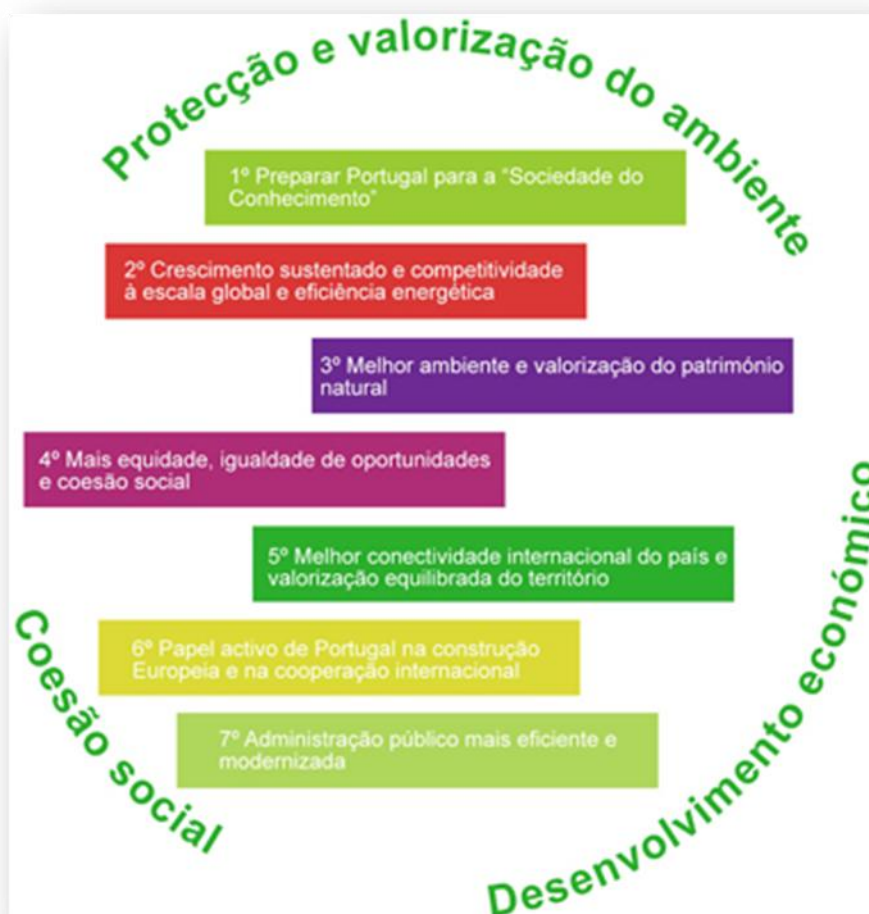 Protecção e valorização do ambiente
1º Preparar Portugal para a “Sociedade do
Conhecimento”
2º Crescimento sustentado e competitividade
à escala global e eficiência energética
3º Melhor ambiente e valorização do património
natural
4º Mais equidade, igualdade de oportunidades
e coesão social
5º Melhor conectividade internacional do país e
valorização equilibrada do território
6º Papel activo de Portugal na construção
Europeia e na cooperação internacional
7º Administração público mais eficiente e
modernizada
Coesão social
Desenvolvimento económico